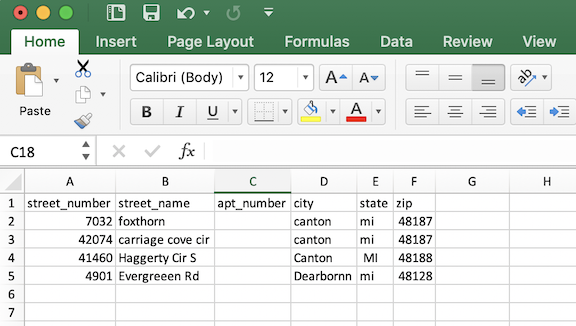 Home Insert Page Layout Formulas Data Review View
Paste Calibri (Body) 12 A A
B I U A
ab
C18 fx
A B C D E F G H
1 street_number street_name apt_number city state zip
2 7032 foxthorn canton mi 48187
3 42074 carriage cove cir canton mi 48187
4 41460 Haggerty Cir S Canton MI 48188
5 4901 Evergreeen Rd Dearbornn mi 48128
6
7